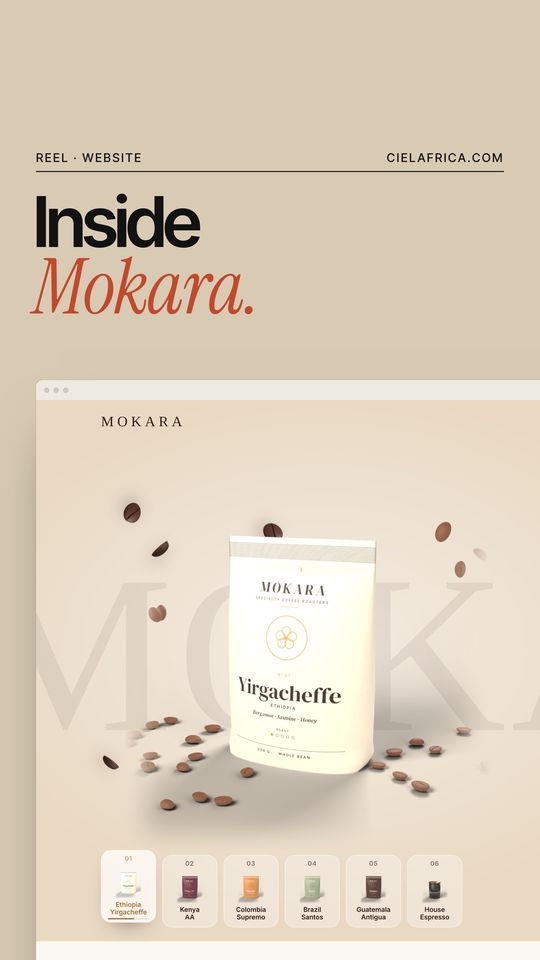 REEL · WEBSITE
CIELAFRICA.COM
Inside
Mokara.
MOKARA
MOKA
MOKARA
SPECIALTY COFFEE ROASTERS
Yirgacheffe
ETHIOPIA
Bergamot · Jasmine · Honey
ROAST
250 G · WHOLE BEAN
01
Ethiopia
Yirgacheffe
02
Kenya
AA
03
Colombia
Supremo
04
Brazil
Santos
05
Guatemala
Antigua
06
House
Espresso